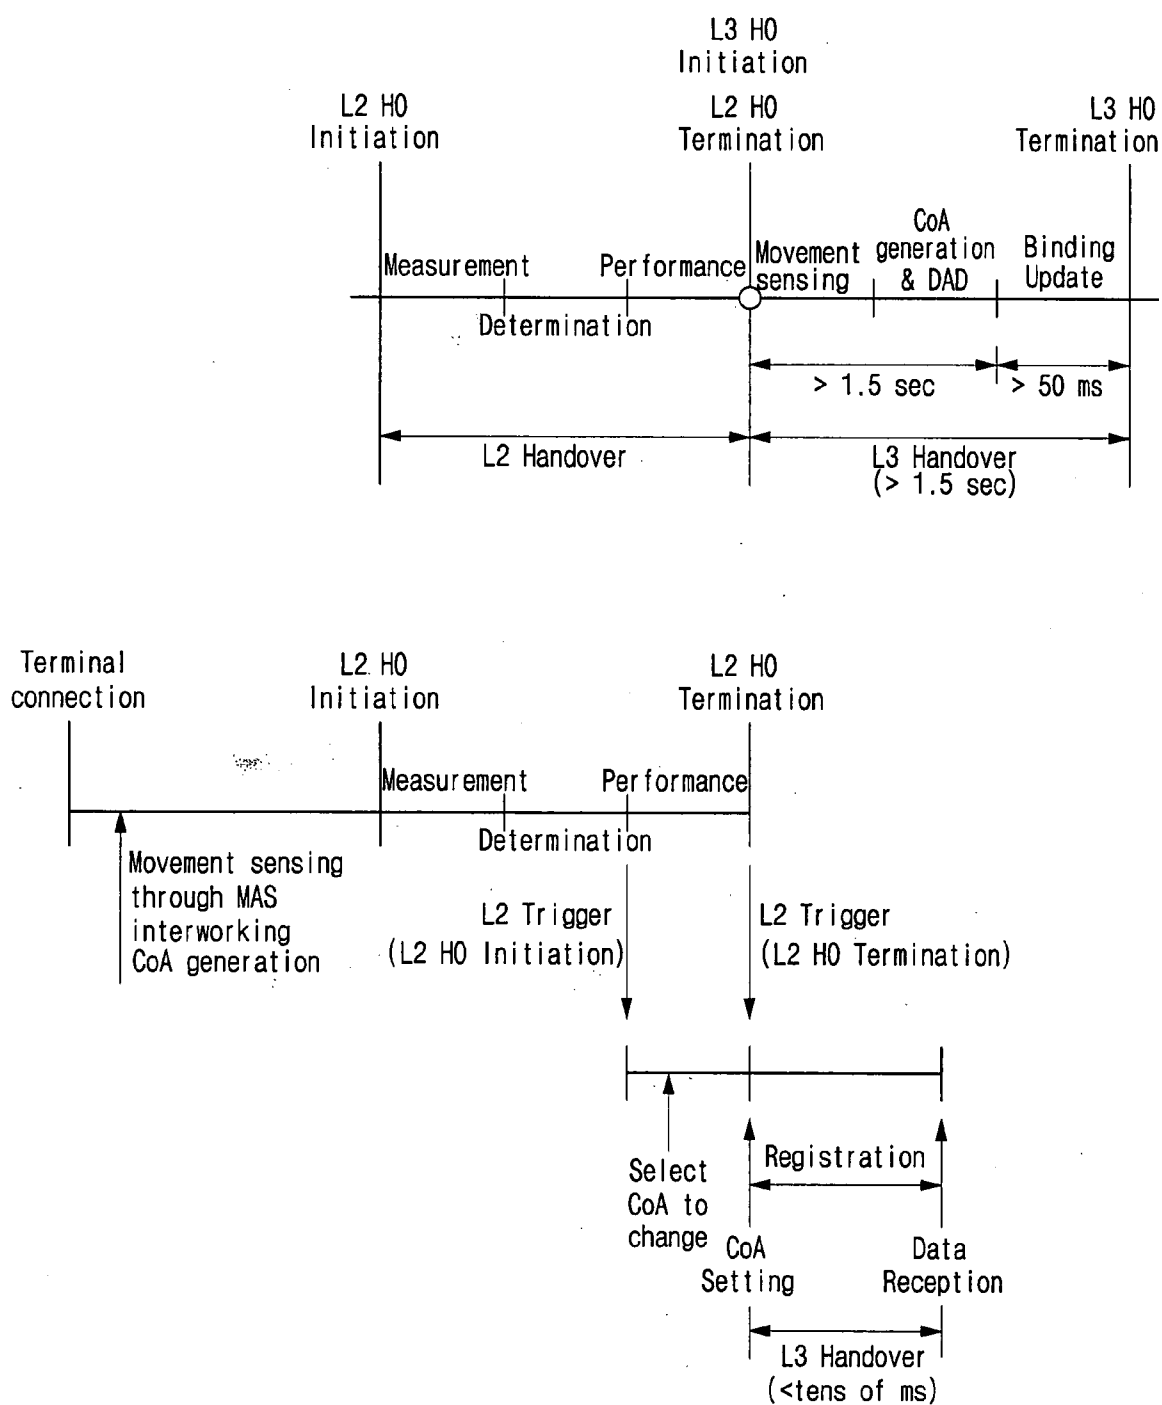 L3 HO
Initiation
L2 HO
Initiation
L2 HO
Termination
L3 HO
Termination
Measurement
Determination
Performance
Movement
sensing
CoA
generation
& DAD
Binding
Update
> 1.5 sec
> 50 ms
L2 Handover
L3 Handover
(> 1.5 sec)
Terminal
connection
L2 HO
Initiation
L2 HO
Termination
Measurement
Determination
Performance
Movement sensing
through MAS
interworking
CoA generation
L2 Trigger
(L2 HO Initiation)
L2 Trigger
(L2 HO Termination)
Select
CoA to
change
Registration
CoA
Setting
Data
Reception
L3 Handover
(<tens of ms)